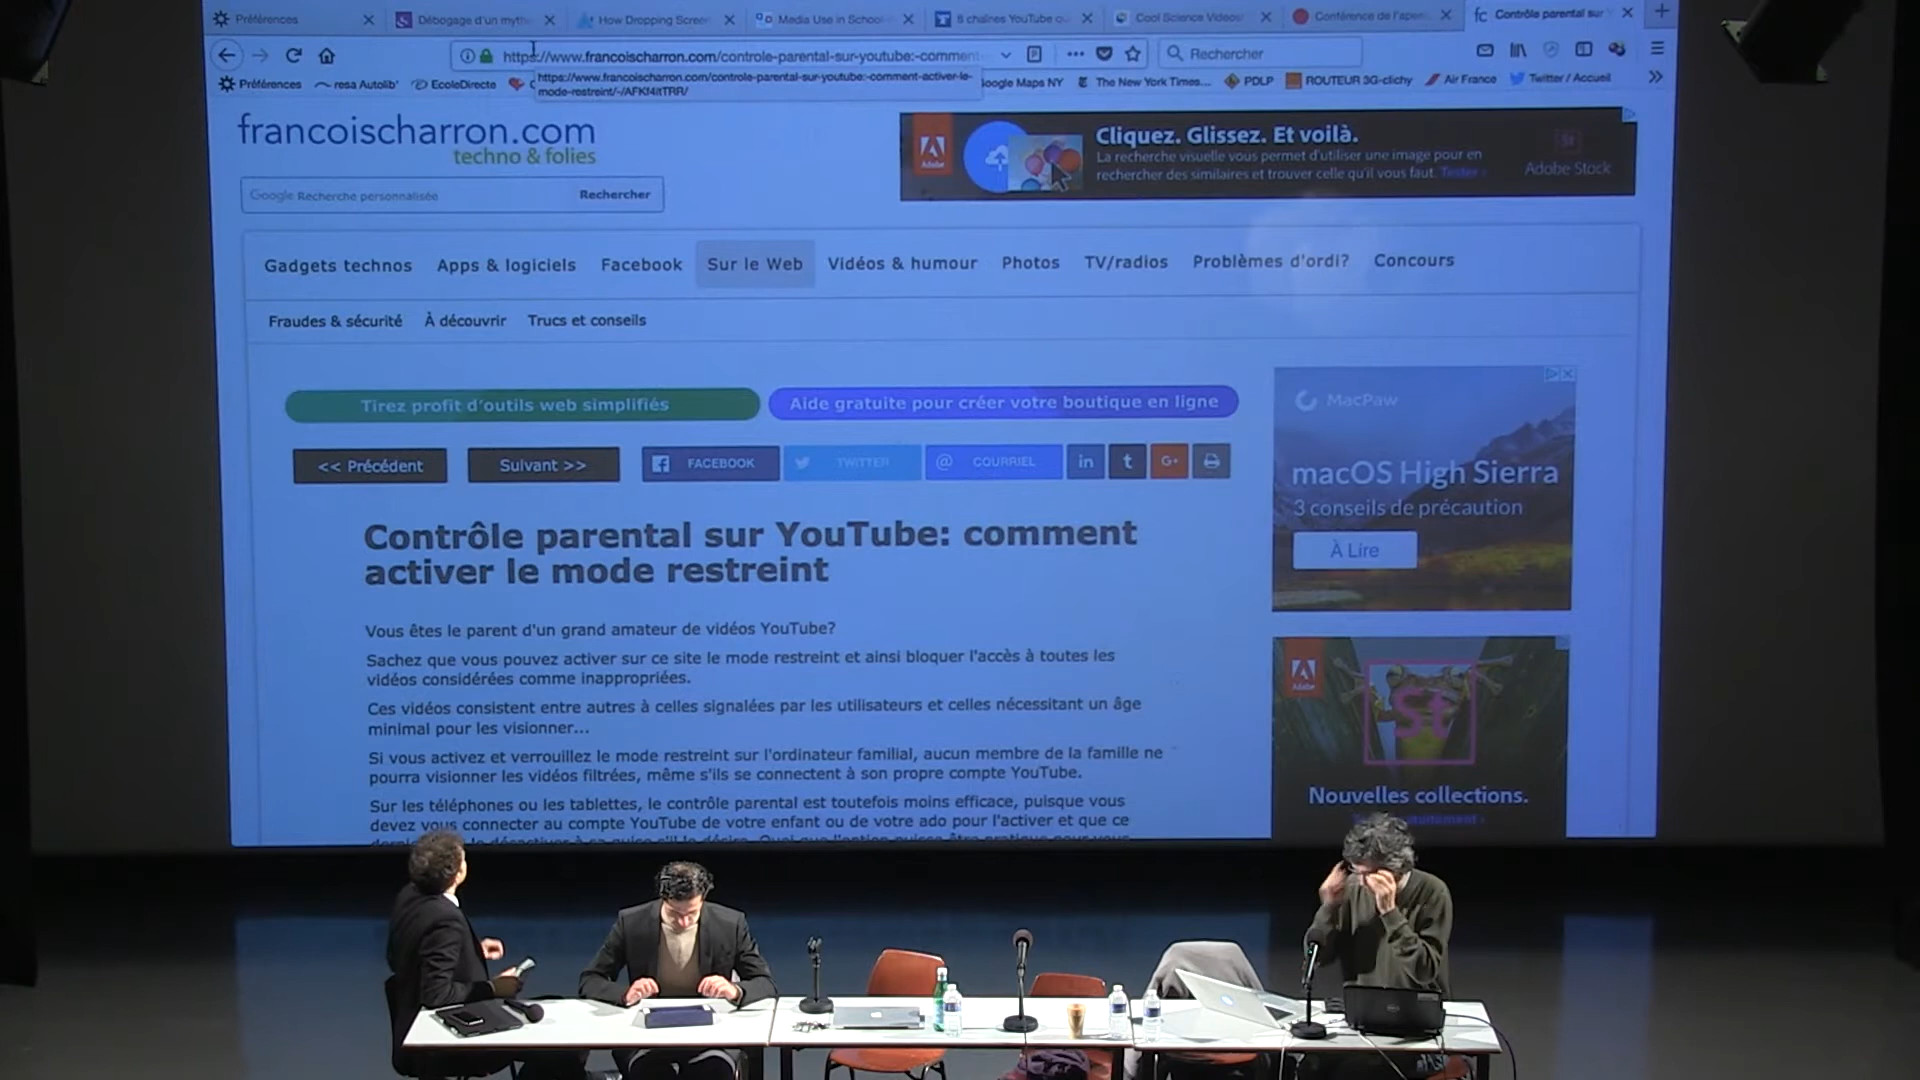 Préférences
Débogage d'un myth
How Dropping Screen
Media Use in School
8 chaînes YouTube ou
Cool Science Videos
Conférence de l'apem
fc Contrôle parental sur Y
https://www.francoischarron.com/controle-parental-sur-youtube:-comment
Rechercher
https://www.francoischarron.com/controle-parental-sur-youtube-comment-activer-le-
mode-restreint/-/AFKf4itTRR/
Préférences
resa Autolib'
EcoleDirecte
Google Maps NY
The New York Times...
PDLP
ROUTEUR 3G-clichy
Air France
Twitter / Accueil
francoischarron.com
techno & folies
Google Recherche personnalisée
Rechercher
Adobe
Cliquez. Glissez. Et voilà.
La recherche visuelle vous permet d'utiliser une image pour en
rechercher des similaires et trouver celle qu'il vous faut. Tester ›
St
Adobe Stock
Gadgets technos
Apps & logiciels
Facebook
Sur le Web
Vidéos & humour
Photos
TV/radios
Problèmes d'ordi?
Concours
Fraudes & sécurité
À découvrir
Trucs et conseils
Tirez profit d'outils web simplifiés
Aide gratuite pour créer votre boutique en ligne
<< Précédent
Suivant >>
FACEBOOK
TWITTER
@ COURRIEL
in
t
G+
Contrôle parental sur YouTube: comment
activer le mode restreint
Vous êtes le parent d'un grand amateur de vidéos YouTube?
Sachez que vous pouvez activer sur ce site le mode restreint et ainsi bloquer l'accès à toutes les
vidéos considérées comme inappropriées.
Ces vidéos consistent entre autres à celles signalées par les utilisateurs et celles nécessitant un âge
minimal pour les visionner...
Si vous activez et verrouillez le mode restreint sur l'ordinateur familial, aucun membre de la famille ne
pourra visionner les vidéos filtrées, même s'ils se connectent à son propre compte YouTube.
Sur les téléphones ou les tablettes, le contrôle parental est toutefois moins efficace, puisque vous
devez vous connecter au compte YouTube de votre enfant ou de votre ado pour l'activer et que ce
MacPaw
macOS High Sierra
3 conseils de précaution
À Lire
Adobe
St
Nouvelles collections.